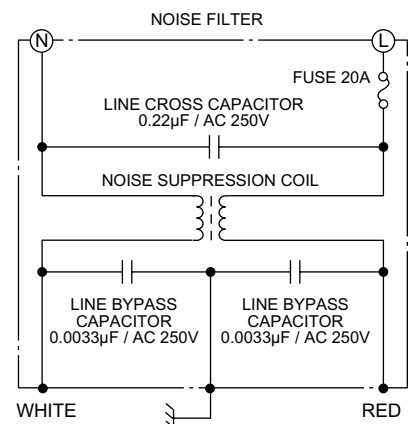 NOISE FILTER
N
L
FUSE 20A
LINE CROSS CAPACITOR
0.22µF / AC 250V
NOISE SUPPRESSION COIL
LINE BYPASS
CAPACITOR
0.0033µF / AC 250V
LINE BYPASS
CAPACITOR
0.0033µF / AC 250V
WHITE
RED